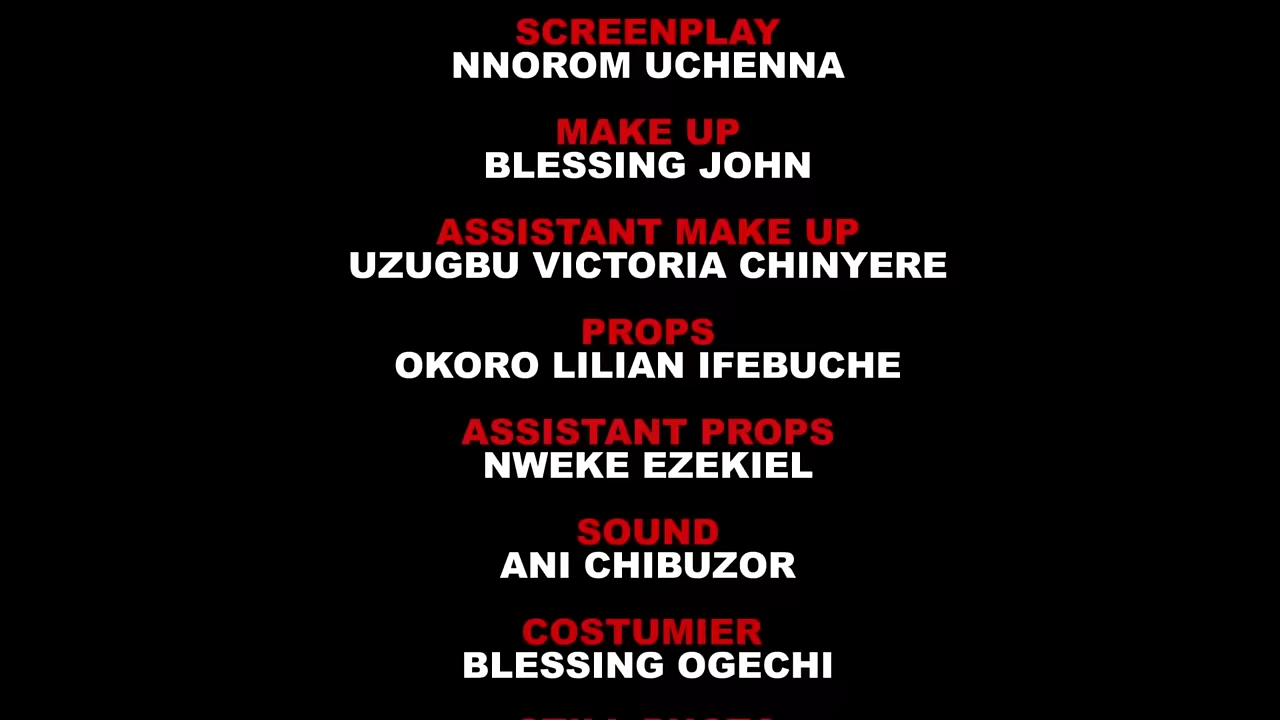 SCREENPLAY
NNOROM UCHENNA
MAKE UP
BLESSING JOHN
ASSISTANT MAKE UP
UZUGBU VICTORIA CHINYERE
PROPS
OKORO LILIAN IFEBUCHE
ASSISTANT PROPS
NWEKE EZEKIEL
SOUND
ANI CHIBUZOR
COSTUMIER
BLESSING OGECHI